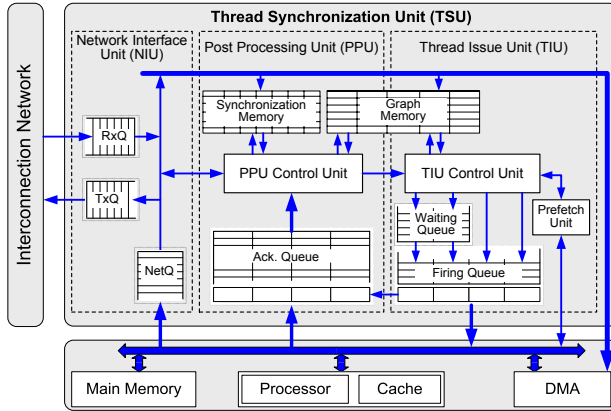 Thread Synchronization Unit (TSU)
Network Interface
Unit (NIU)
Post Processing Unit (PPU)
Thread Issue Unit (TIU)
Interconnection Network
Synchronization
Memory
Graph
Memory
RxQ
PPU Control Unit
TIU Control Unit
TxQ
Waiting
Queue
Prefetch
Unit
Ack. Queue
NetQ
Firing Queue
Main Memory
Processor
Cache
DMA